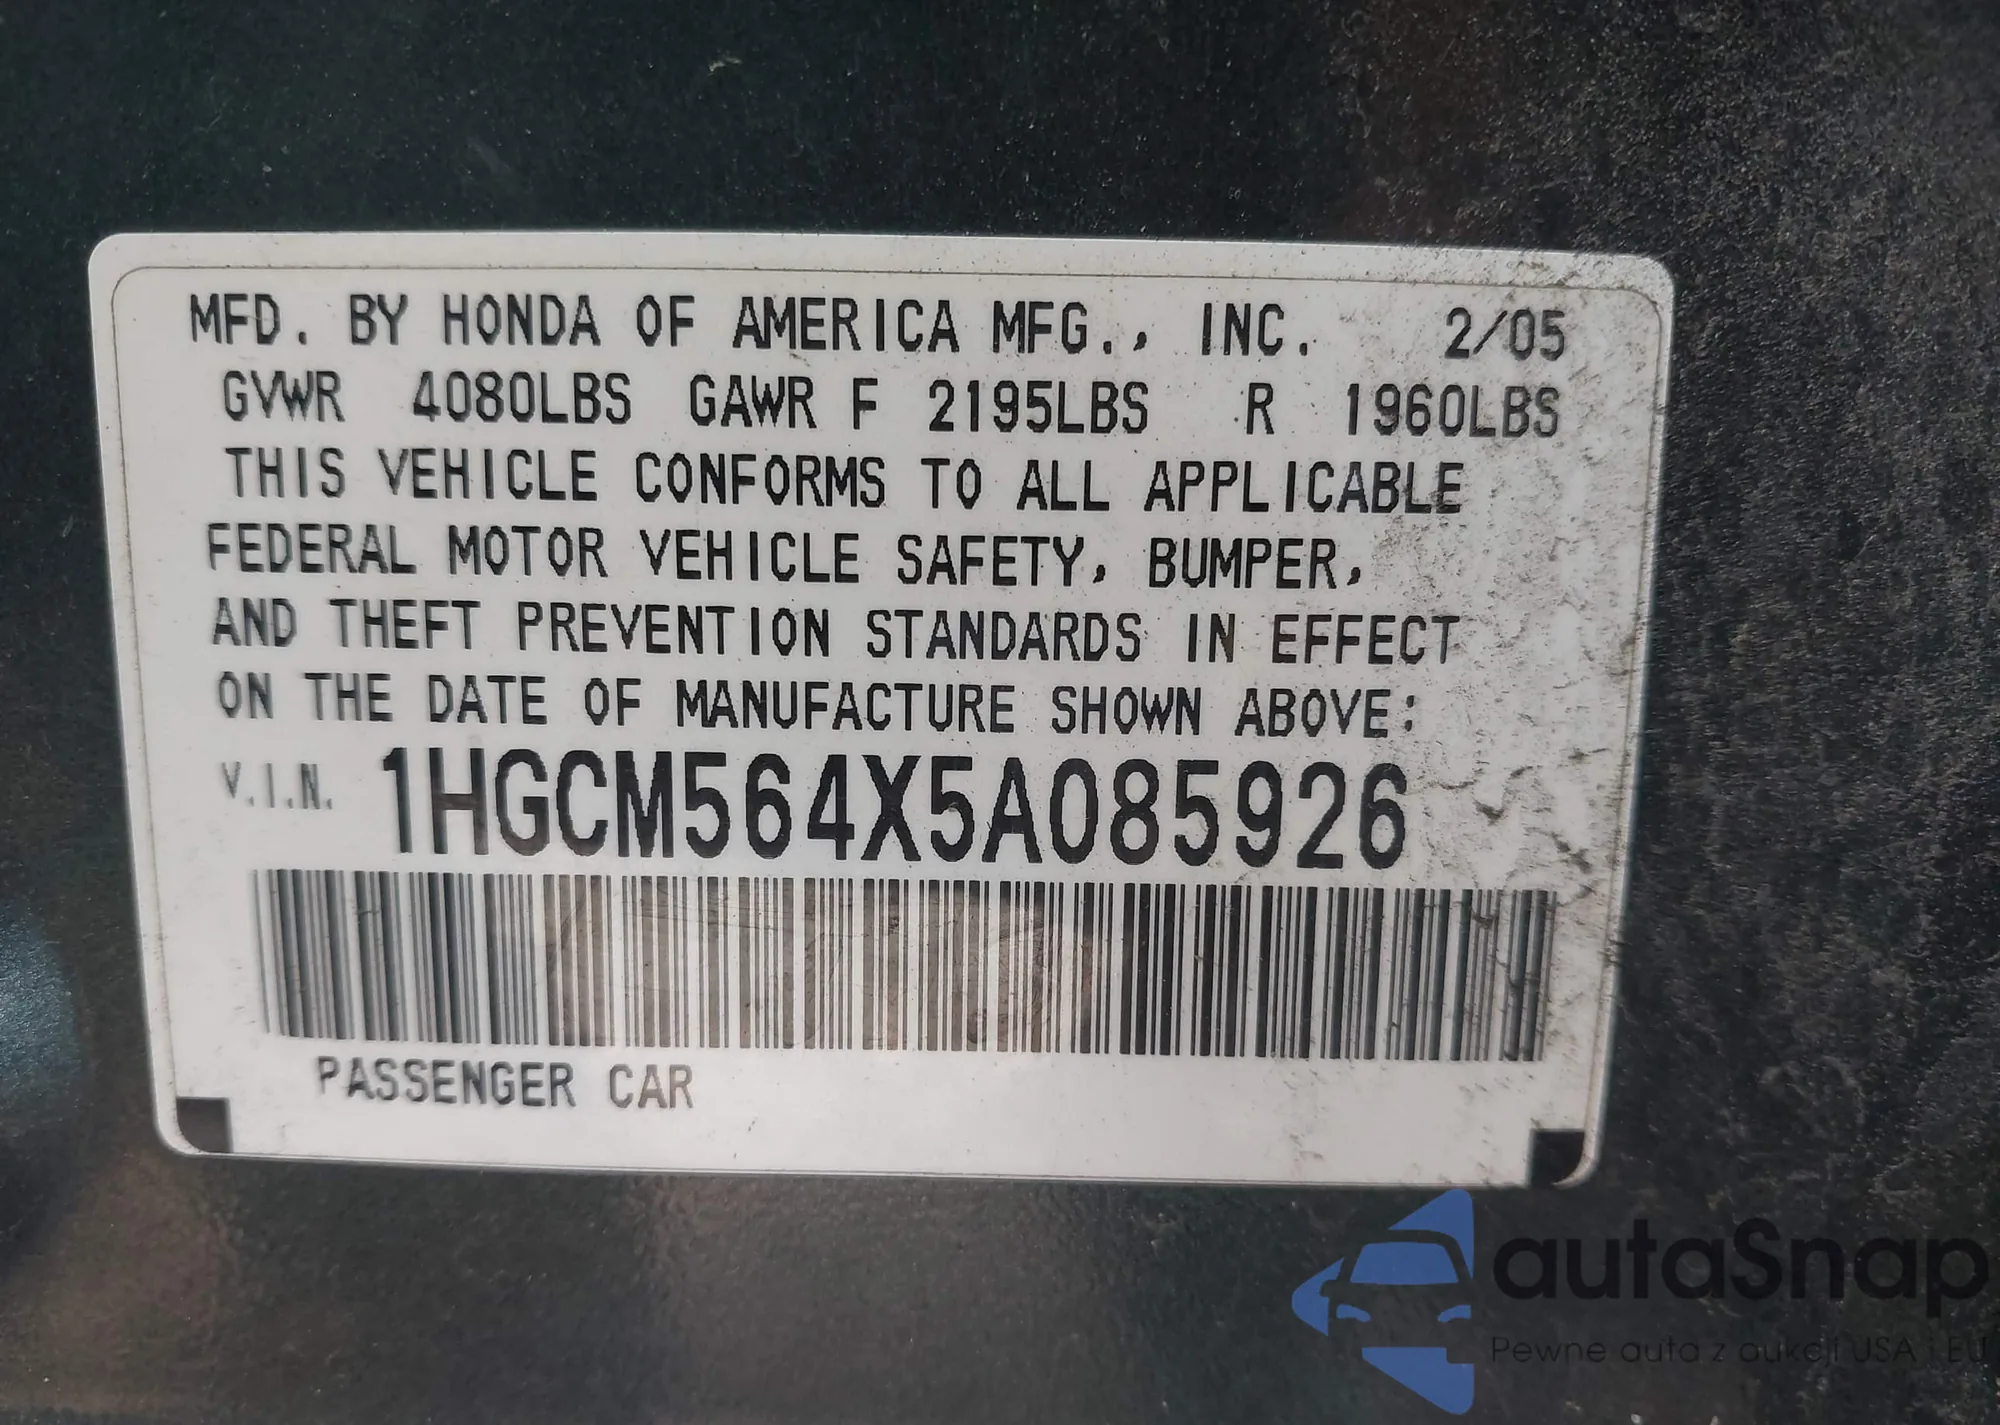 MFD. BY HONDA OF AMERICA MFG., INC. 2/05
GVWR 4080LBS GAWR F 2195LBS R 1960LBS
THIS VEHICLE CONFORMS TO ALL APPLICABLE
FEDERAL MOTOR VEHICLE SAFETY, BUMPER,
AND THEFT PREVENTION STANDARDS IN EFFECT
ON THE DATE OF MANUFACTURE SHOWN ABOVE:
V.I.N. 1HGCM564X5A085926
PASSENGER CAR
autaSnap
Pewne auta z aukcji USA i EU